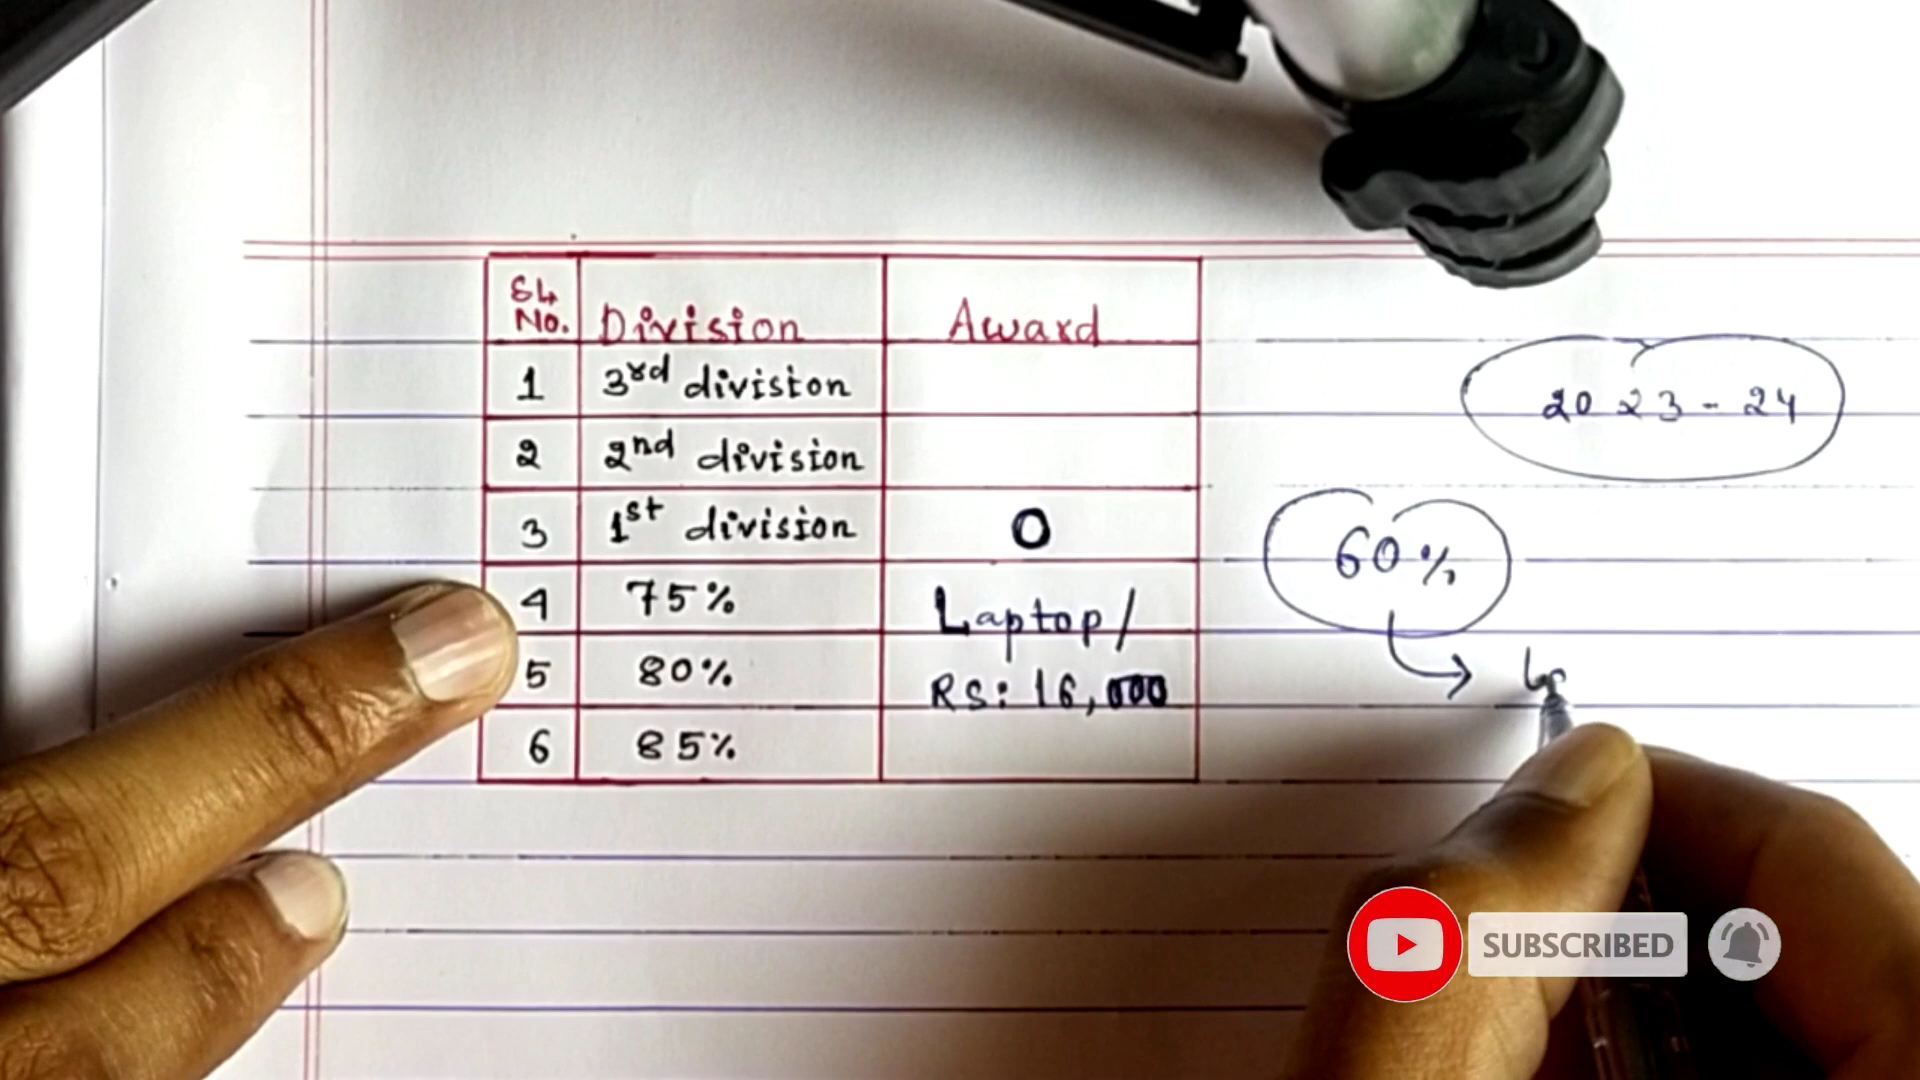 SL
No. Division Award
1 3rd division
2 2nd division
3 1st division 0
4 75% Laptop/
5 80% RS: 16,000
6 85%
2023-24
60%
SUBSCRIBED